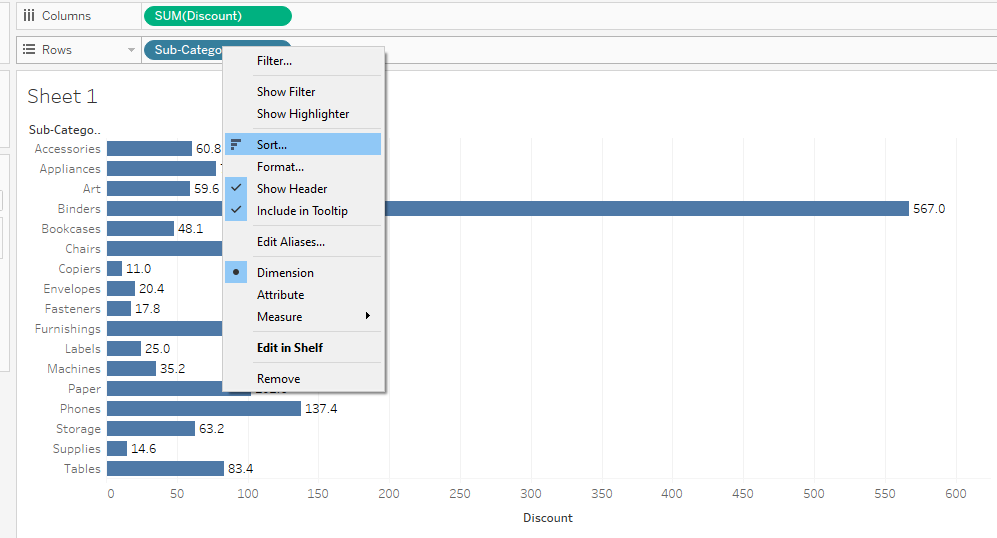 Columns SUM(Discount)
Rows Sub-Catego
Sheet 1
Sub-Catego..
Accessories 60.8
Appliances
Art 59.6
Binders 567.0
Bookcases 48.1
Chairs
Copiers 11.0
Envelopes 20.4
Fasteners 17.8
Furnishings
Labels 25.0
Machines 35.2
Paper
Phones 137.4
Storage 63.2
Supplies 14.6
Tables 83.4
0 50 100 150 200 250 300 350 400 450 500 550 600
Discount
Filter...
Show Filter
Show Highlighter
Sort...
Format...
Show Header
Include in Tooltip
Edit Aliases...
Dimension
Attribute
Measure
Edit in Shelf
Remove